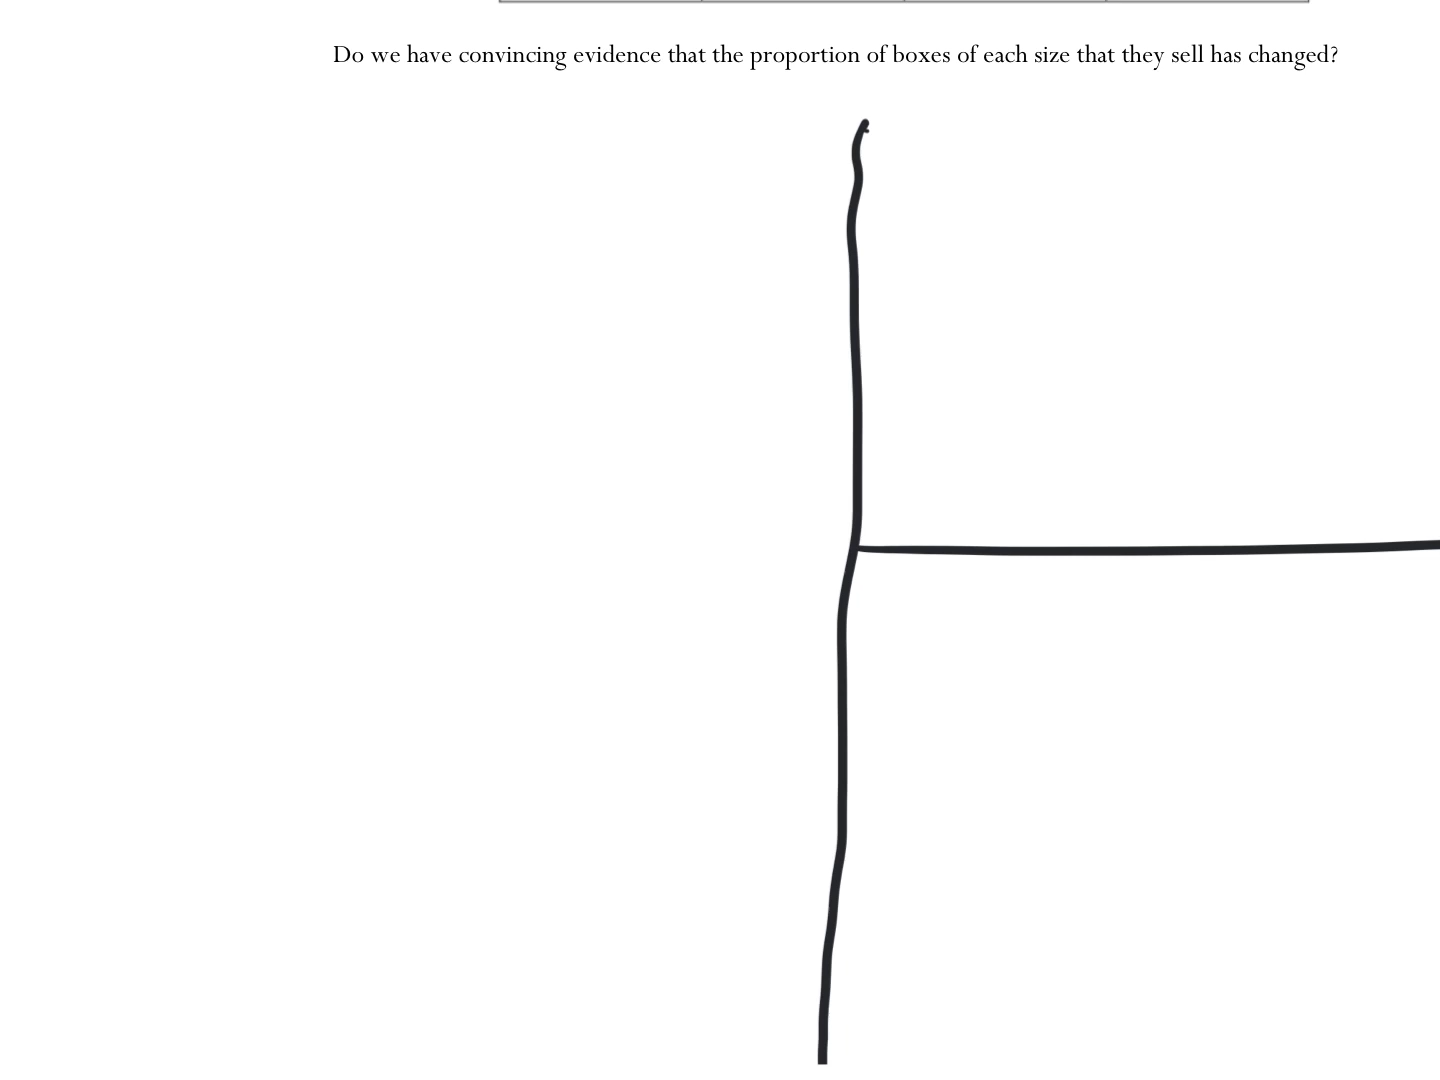 Do we have convincing evidence that the proportion of boxes of each size that they sell has changed?